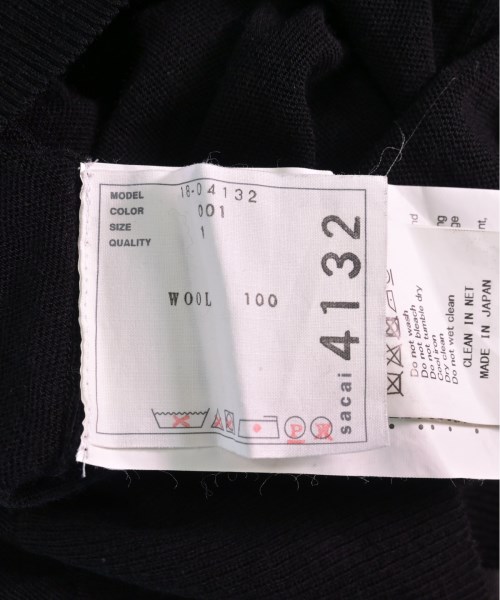 MODEL 18-04132
COLOR 001
SIZE 1
QUALITY
WOOL 100
P W
sacai 4132
Do not wash
Do not bleach
Do not tumble dry
Cool iron
Dry clean
Do not wet clean
CLEAN IN NET
MADE IN JAPAN